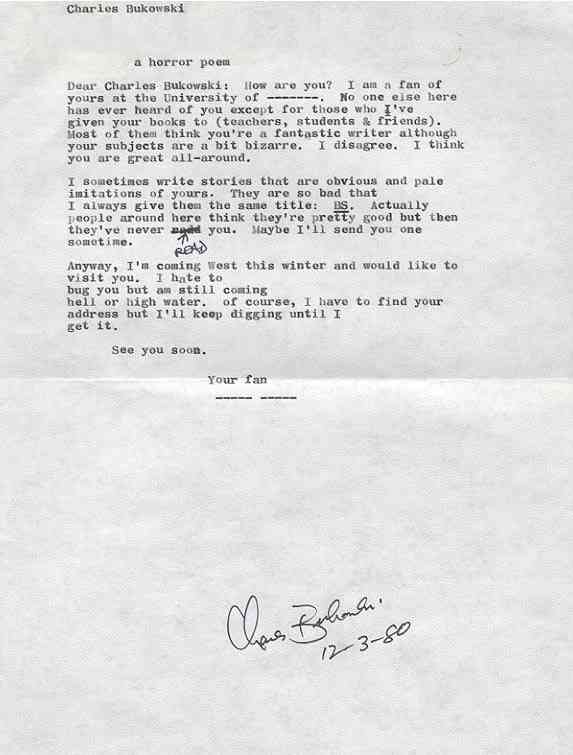 Charles Bukowski
a horror poem
Dear Charles Bukowski: How are you? I am a fan of
yours at the University of -------. No one else here
has ever heard of you except for those who I've
given your books to (teachers, students & friends).
Most of them think you're a fantastic writer although
your subjects are a bit bizarre. I disagree. I think
you are great all-around.
I sometimes write stories that are obvious and pale
imitations of yours. They are so bad that
I always give them the same title: BS. Actually
people around here think they're pretty good but then
they've never you. Maybe I'll send you one
READ
sometime.
Anyway, I'm coming West this winter and would like to
visit you. I hate to
bug you but am still coming
hell or high water. of course, I have to find your
address but I'll keep digging until I
get it.
See you soon.
Your fan
----- -----
Charles Bukowski.
12-3-80